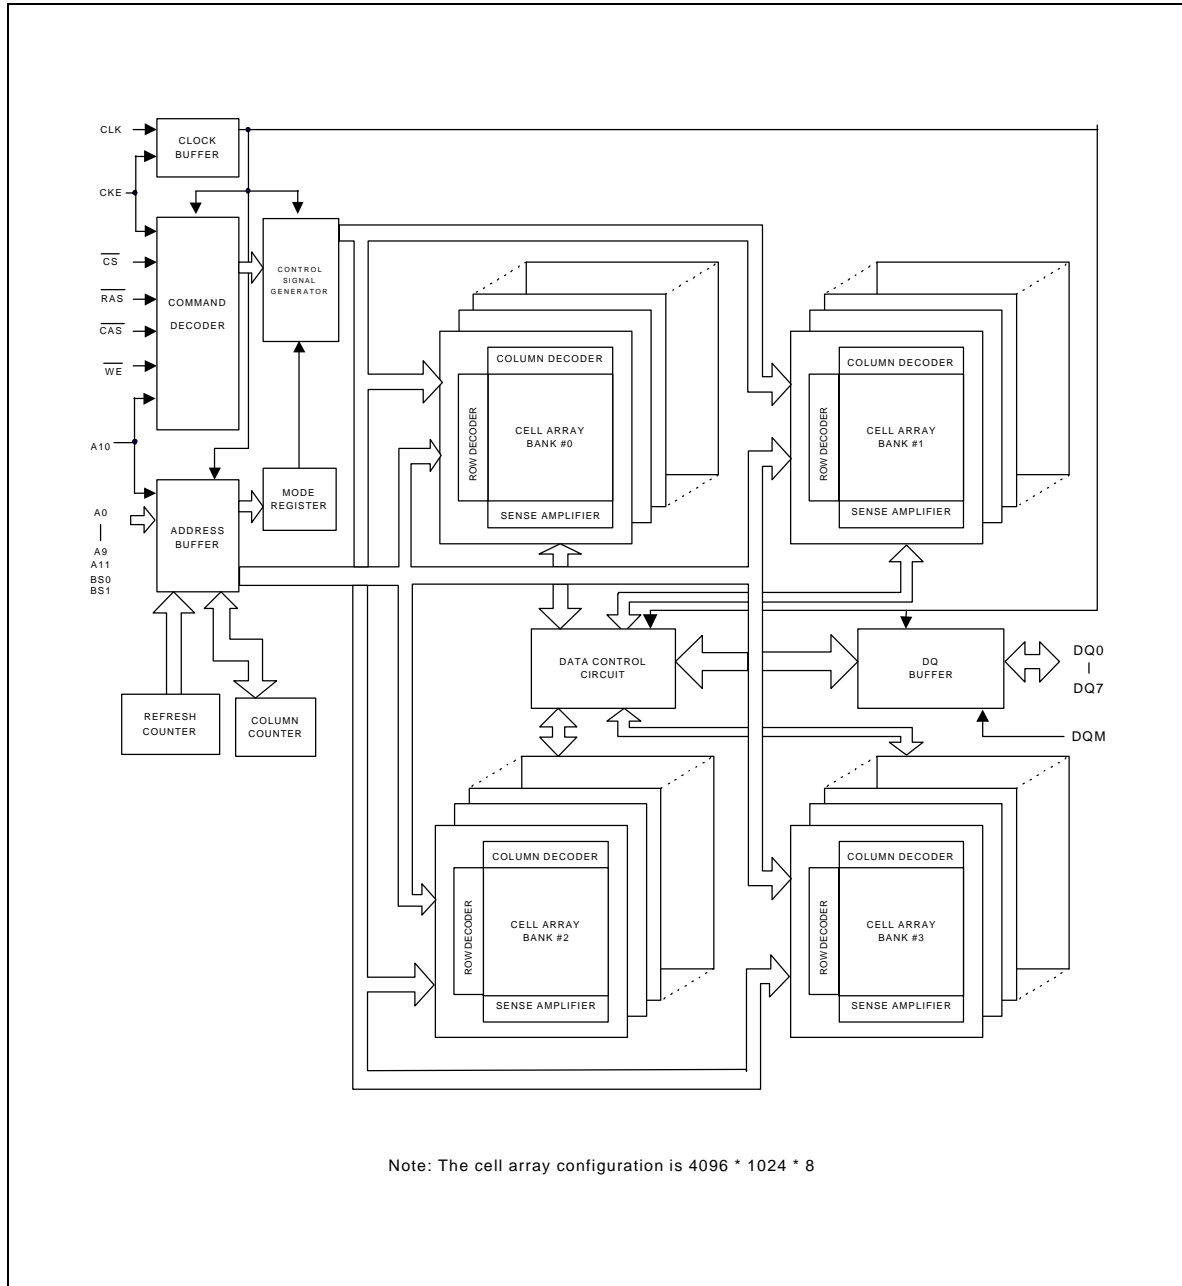 CLK
CLOCK
BUFFER
CKE
CS
RAS
CAS
WE
COMMAND
DECODER
CONTROL
SIGNAL
GENERATOR
A10
A0
A9
A11
BS0
BS1
ADDRESS
BUFFER
MODE
REGISTER
REFRESH
COUNTER
COLUMN
COUNTER
COLUMN DECODER
ROW DECODER
CELL ARRAY
BANK #0
SENSE AMPLIFIER
COLUMN DECODER
ROW DECODER
CELL ARRAY
BANK #1
SENSE AMPLIFIER
DATA CONTROL
CIRCUIT
DQ
BUFFER
DQ0
DQ7
DQM
COLUMN DECODER
ROW DECODER
CELL ARRAY
BANK #2
SENSE AMPLIFIER
COLUMN DECODER
ROW DECODER
CELL ARRAY
BANK #3
SENSE AMPLIFIER
Note: The cell array configuration is 4096 * 1024 * 8